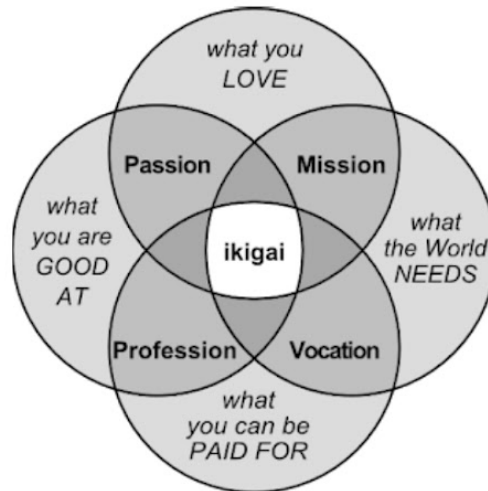 what you
LOVE
Passion
Mission
what
you are
GOOD
AT
ikigai
what
the World
NEEDS
Profession
Vocation
what
you can be
PAID FOR